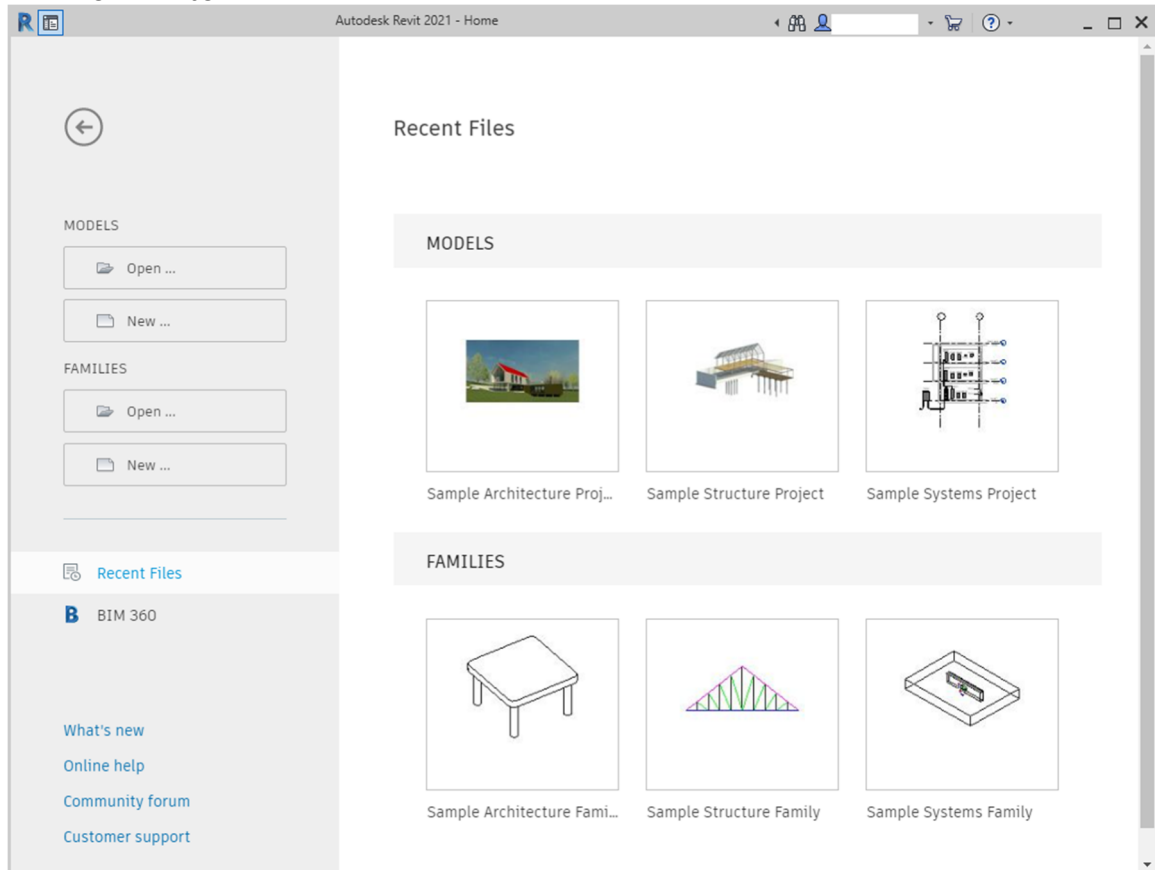 Autodesk Revit 2021 - Home
Recent Files
MODELS
Open ...
New ...
FAMILIES
Open ...
New ...
Recent Files
B BIM 360
What's new
Online help
Community forum
Customer support
MODELS
Sample Architecture Proj...
Sample Structure Project
Sample Systems Project
FAMILIES
Sample Architecture Fami...
Sample Structure Family
Sample Systems Family